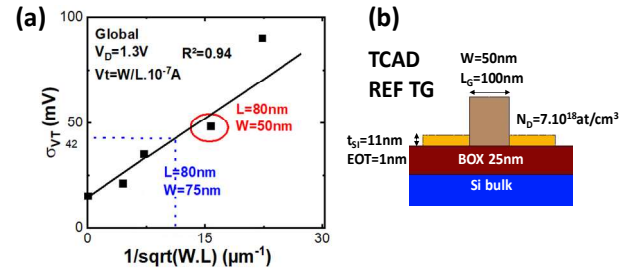 (a)
Global
V_D=1.3V
Vt=W/L.10⁻⁷A
R²=0.94
L=80nm
W=50nm
L=80nm
W=75nm
100
50
42
0
σ_VT (mV)
0
15
30
1/sqrt(W.L) (µm⁻¹)
(b)
TCAD
REF TG
W=50nm
L_G=100nm
N_D=7.10¹⁸at/cm³
t_SI=11nm
EOT=1nm
BOX 25nm
Si bulk